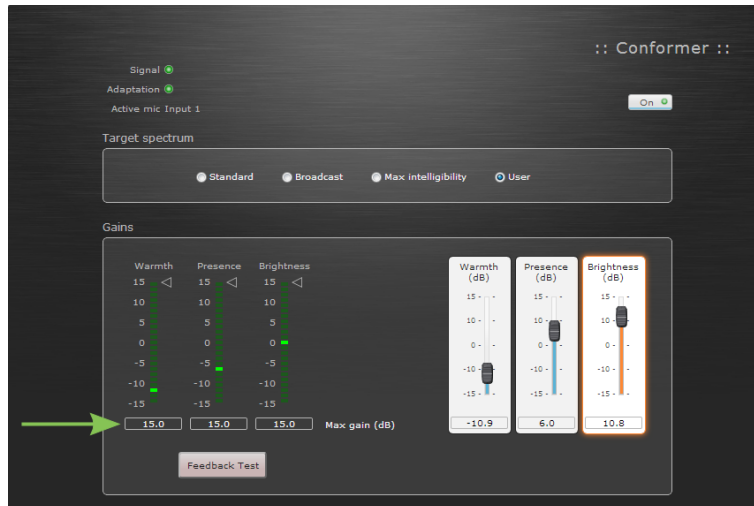 :: Conformer ::
Signal
Adaptation
Active mic Input 1
On
Target spectrum
Standard Broadcast Max intelligibility User
Gains
Warmth Presence Brightness
15 15 15
10 10 10
5 5 5
0 0 0
-5 -5 -5
-10 -10 -10
-15 -15 -15
15.0 15.0 15.0 Max gain (dB)
Feedback Test
Warmth (dB)
15
10
0
-10
-15
-10.9
Presence (dB)
15
10
0
-10
-15
6.0
Brightness (dB)
15
10
0
-10
-15
10.8